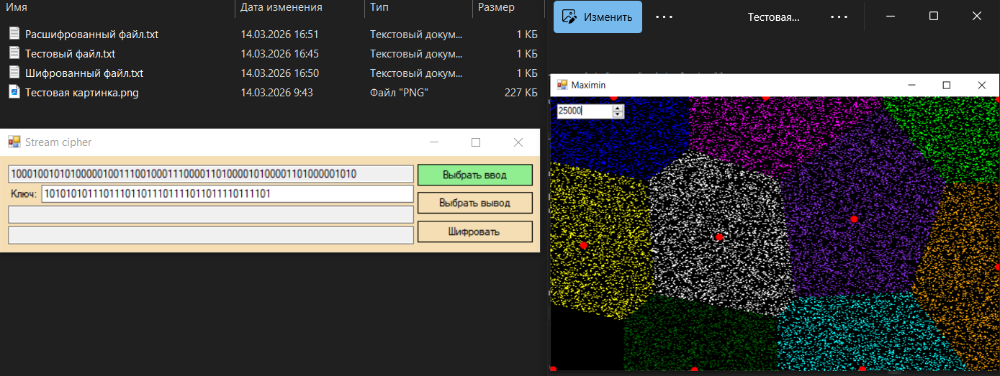 Имя Дата изменения Тип Размер
Расшифрованный файл.txt 14.03.2026 16:51 Текстовый докум... 1 КБ
Тестовый файл.txt 14.03.2026 16:45 Текстовый докум... 1 КБ
Шифрованный файл.txt 14.03.2026 16:50 Текстовый докум... 1 КБ
Тестовая картинка.png 14.03.2026 9:43 Файл "PNG" 227 КБ
Stream cipher
1000100101010000010011100100011100001101000010100001101000001010
Выбрать ввод
Ключ: 101010101110111011011101111011011110111101
Выбрать вывод
Шифровать
Изменить
Тестовая...
Maximin
25000